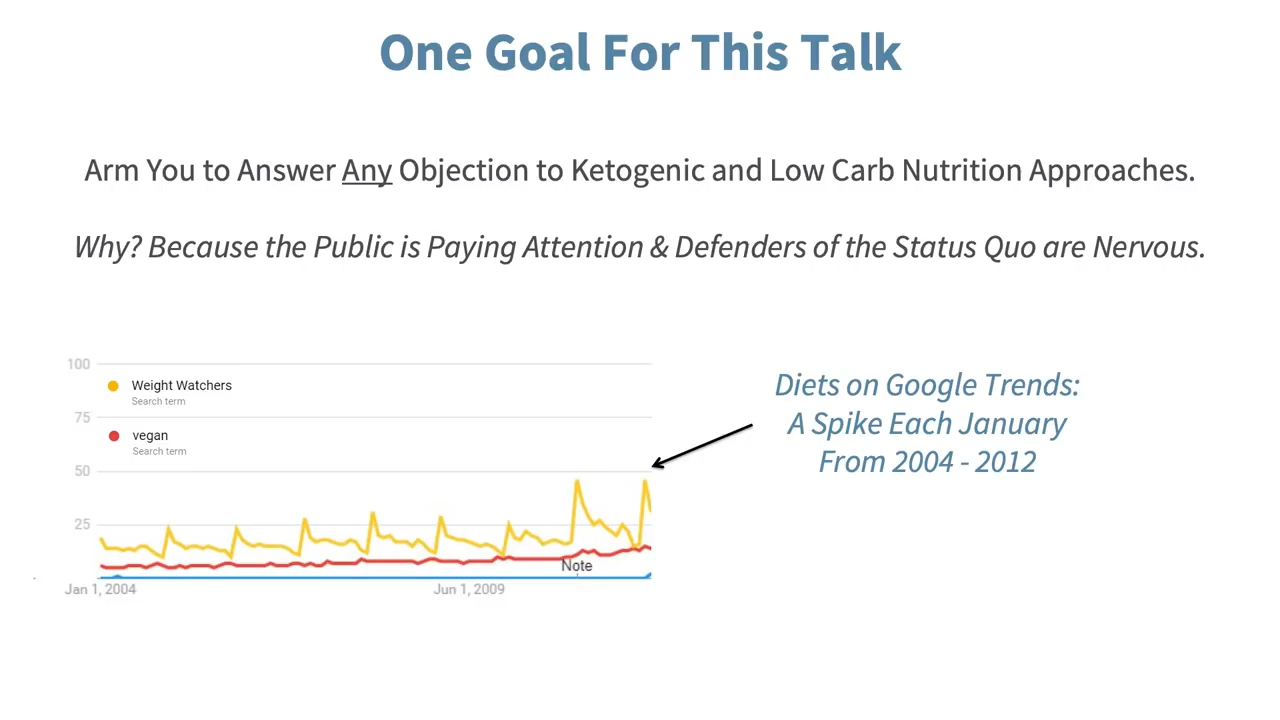 One Goal For This Talk
Arm You to Answer Any Objection to Ketogenic and Low Carb Nutrition Approaches.
Why? Because the Public is Paying Attention & Defenders of the Status Quo are Nervous.
100
Weight Watchers
Search term
75
vegan
Search term
50
25
Note
Jan 1, 2004
Jun 1, 2009
Diets on Google Trends:
A Spike Each January
From 2004 - 2012